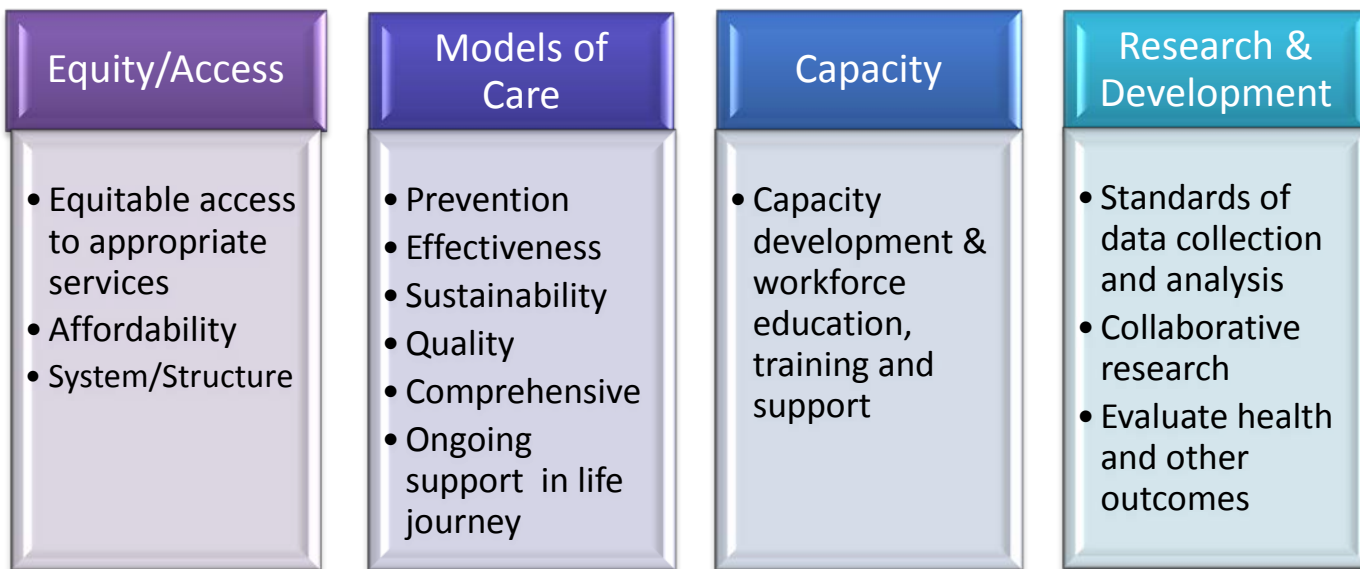 Equity/Access
• Equitable access
to appropriate
services
• Affordability
• System/Structure
Models of
Care
• Prevention
• Effectiveness
• Sustainability
• Quality
• Comprehensive
• Ongoing
support in life
journey
Capacity
• Capacity
development &
workforce
education,
training and
support
Research &
Development
• Standards of
data collection
and analysis
• Collaborative
research
• Evaluate health
and other
outcomes